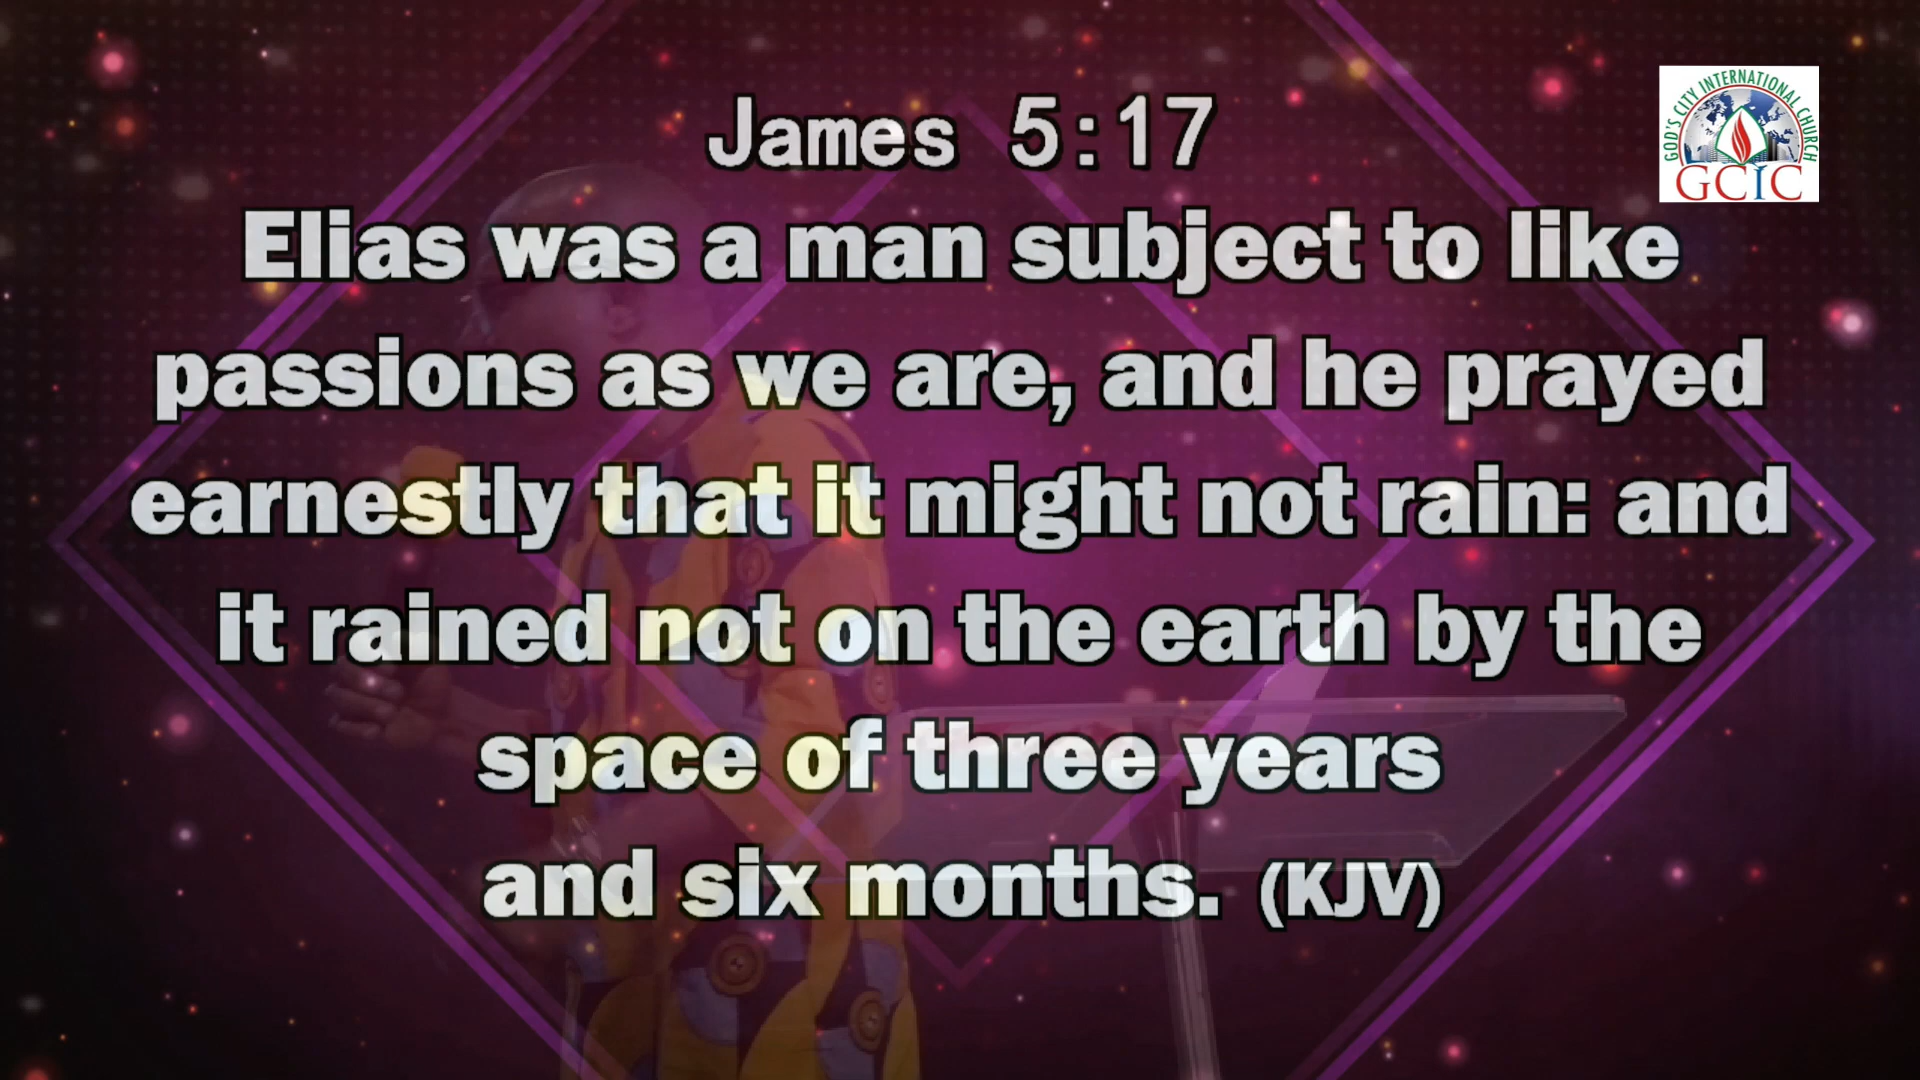 James 5:17
GOD'S CITY INTERNATIONAL CHURCH
GCIC
Elias was a man subject to like
passions as we are, and he prayed
earnestly that it might not rain: and
it rained not on the earth by the
space of three years
and six months. (KJV)